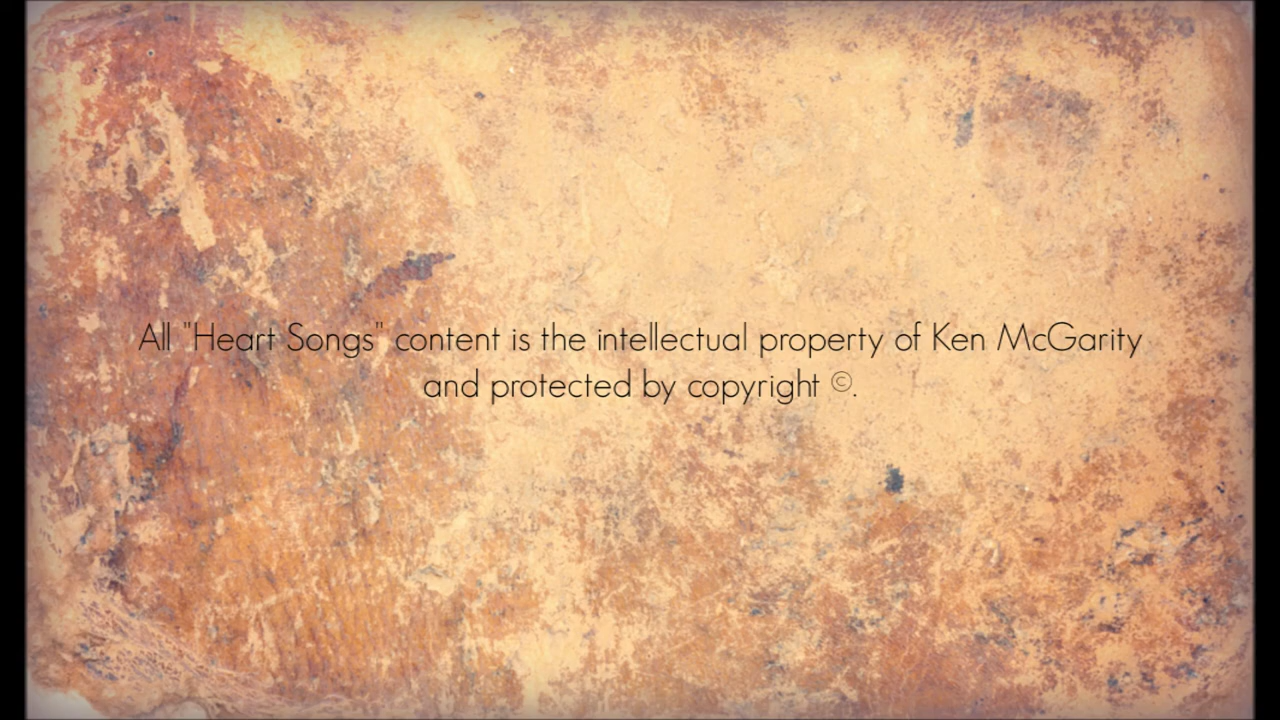 All "Heart Songs" content is the intellectual property of Ken McGarity
and protected by copyright ©.